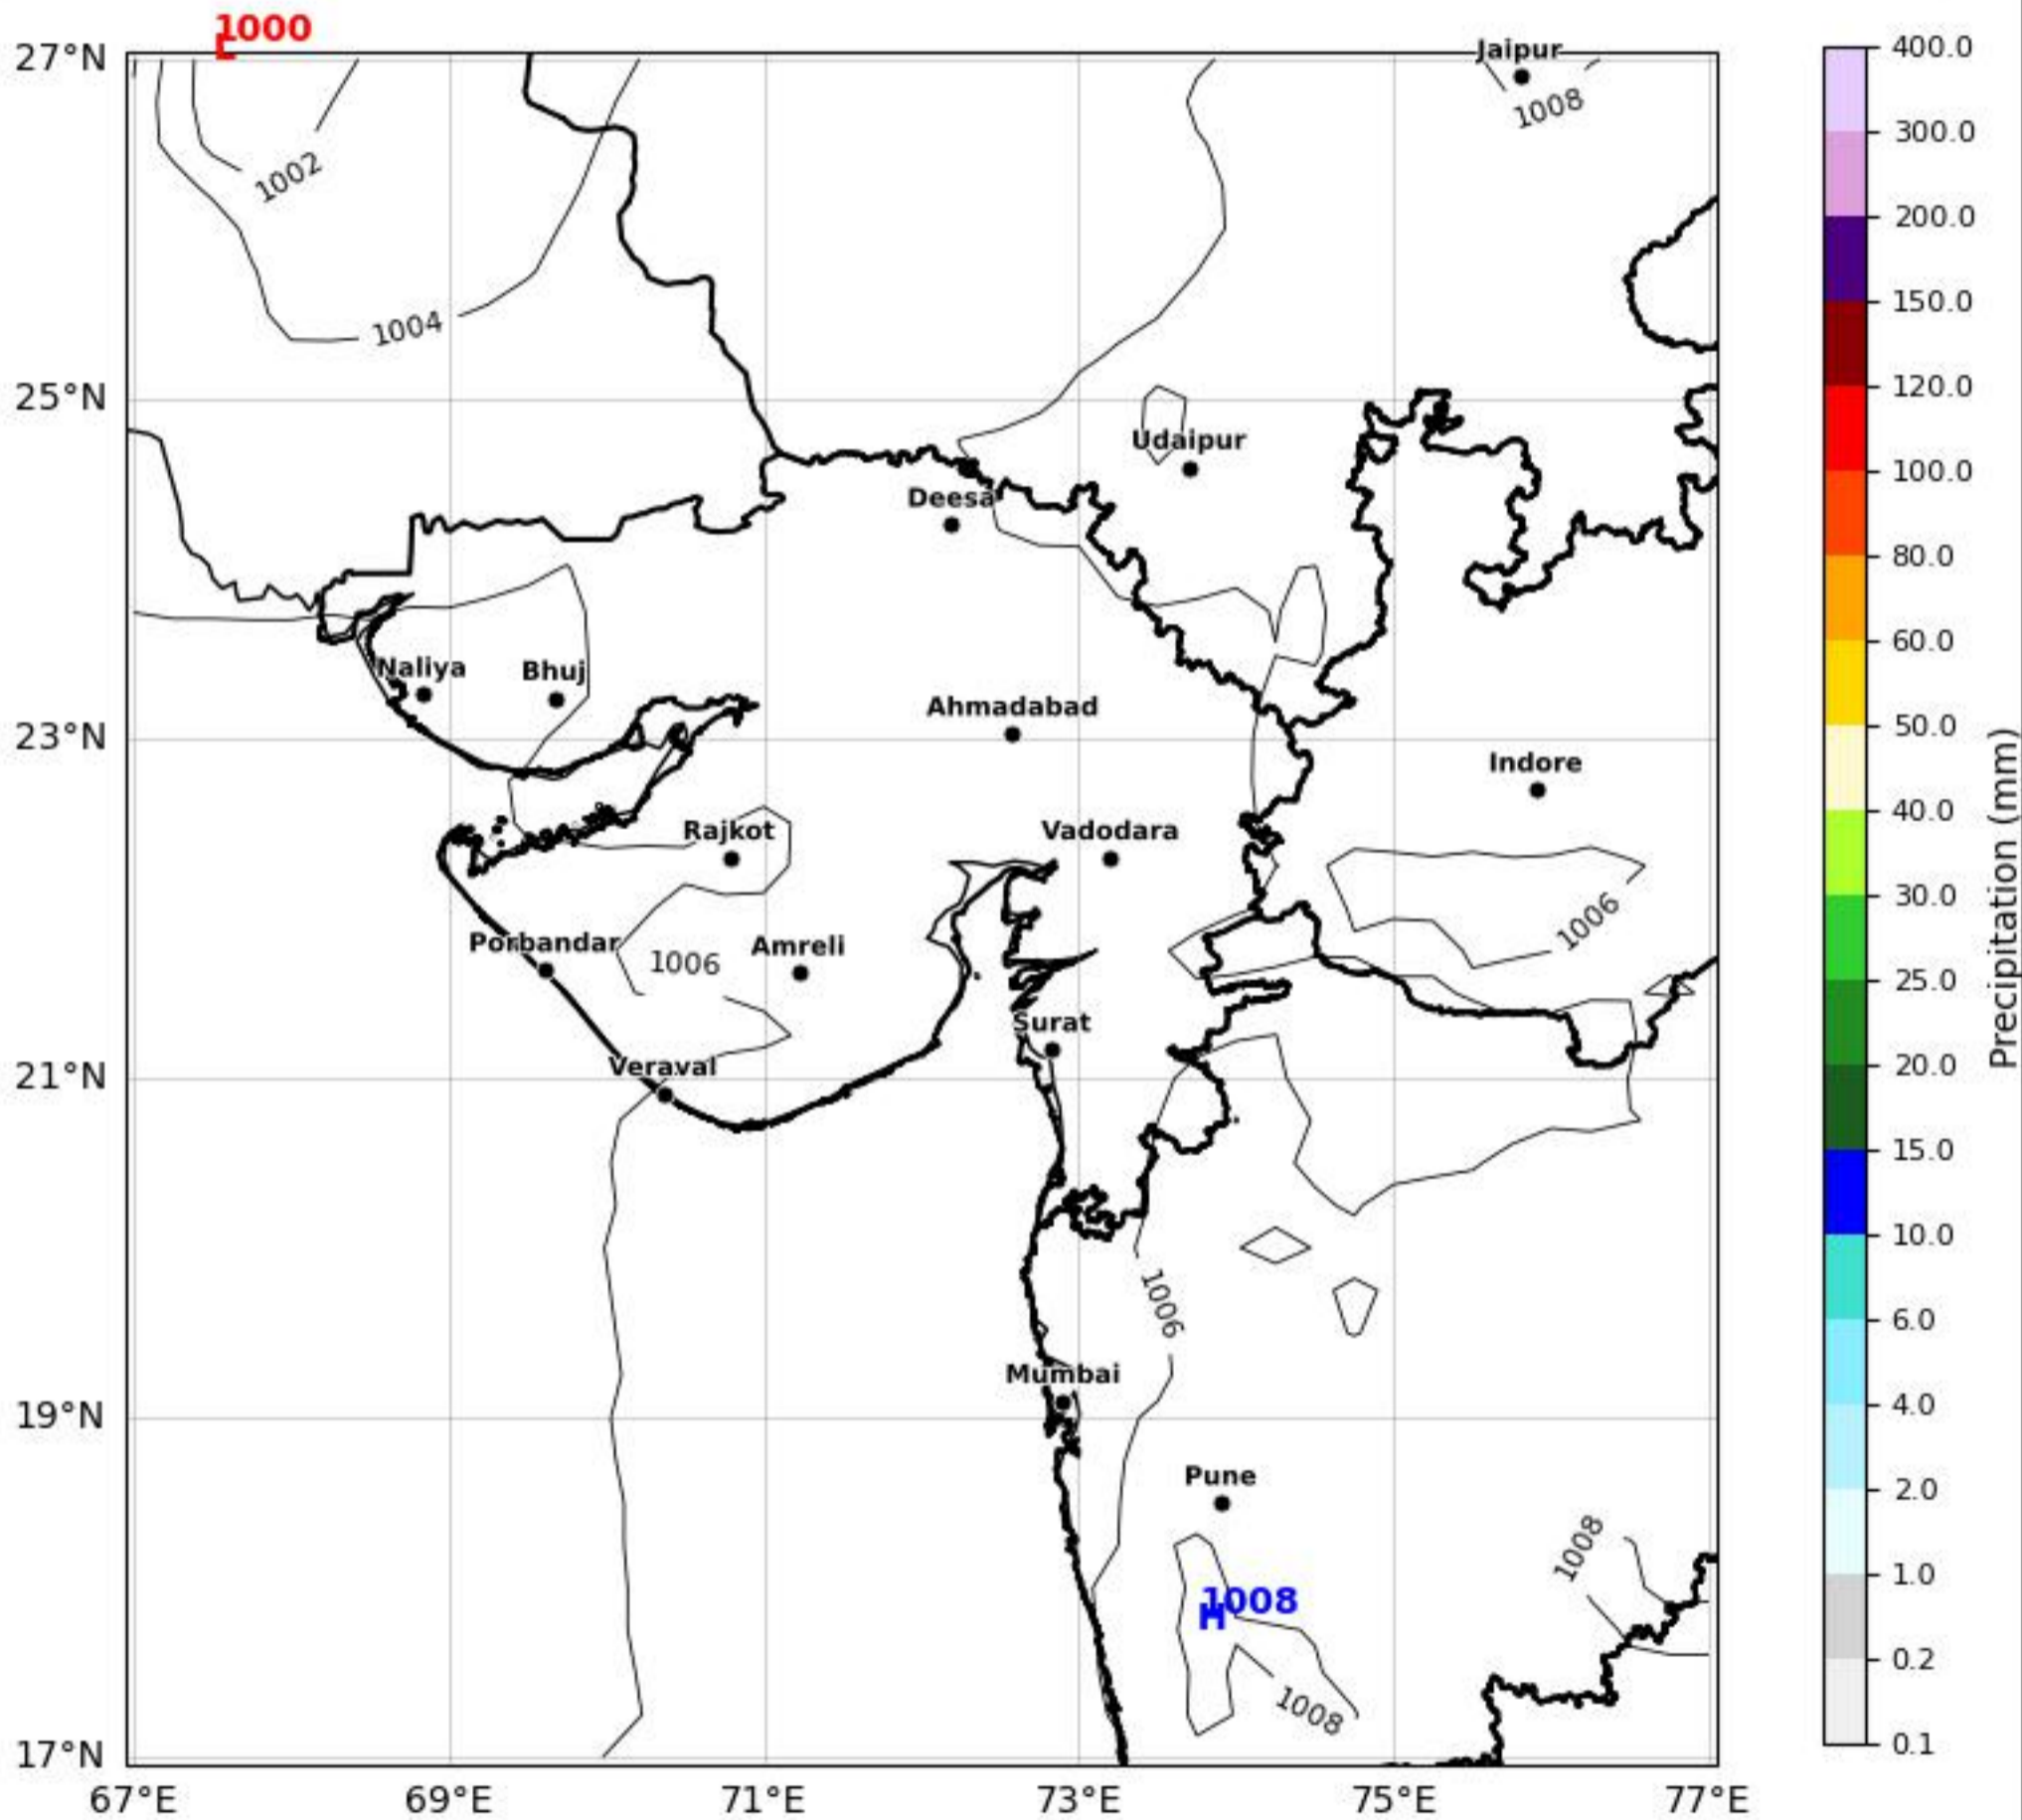 1000
L
27°N
25°N
23°N
21°N
19°N
17°N
67°E
69°E
71°E
73°E
75°E
77°E
Jaipur
1008
1002
1004
Udaipur
Deesa
Naliya
Bhuj
Ahmadabad
Indore
Rajkot
Vadodara
1006
Porbandar
1006
Amreli
Surat
Veraval
1006
Mumbai
Pune
1008
1008
H
1008
400.0
300.0
200.0
150.0
120.0
100.0
80.0
60.0
50.0
40.0
30.0
25.0
20.0
15.0
10.0
6.0
4.0
2.0
1.0
0.2
0.1
Precipitation (mm)